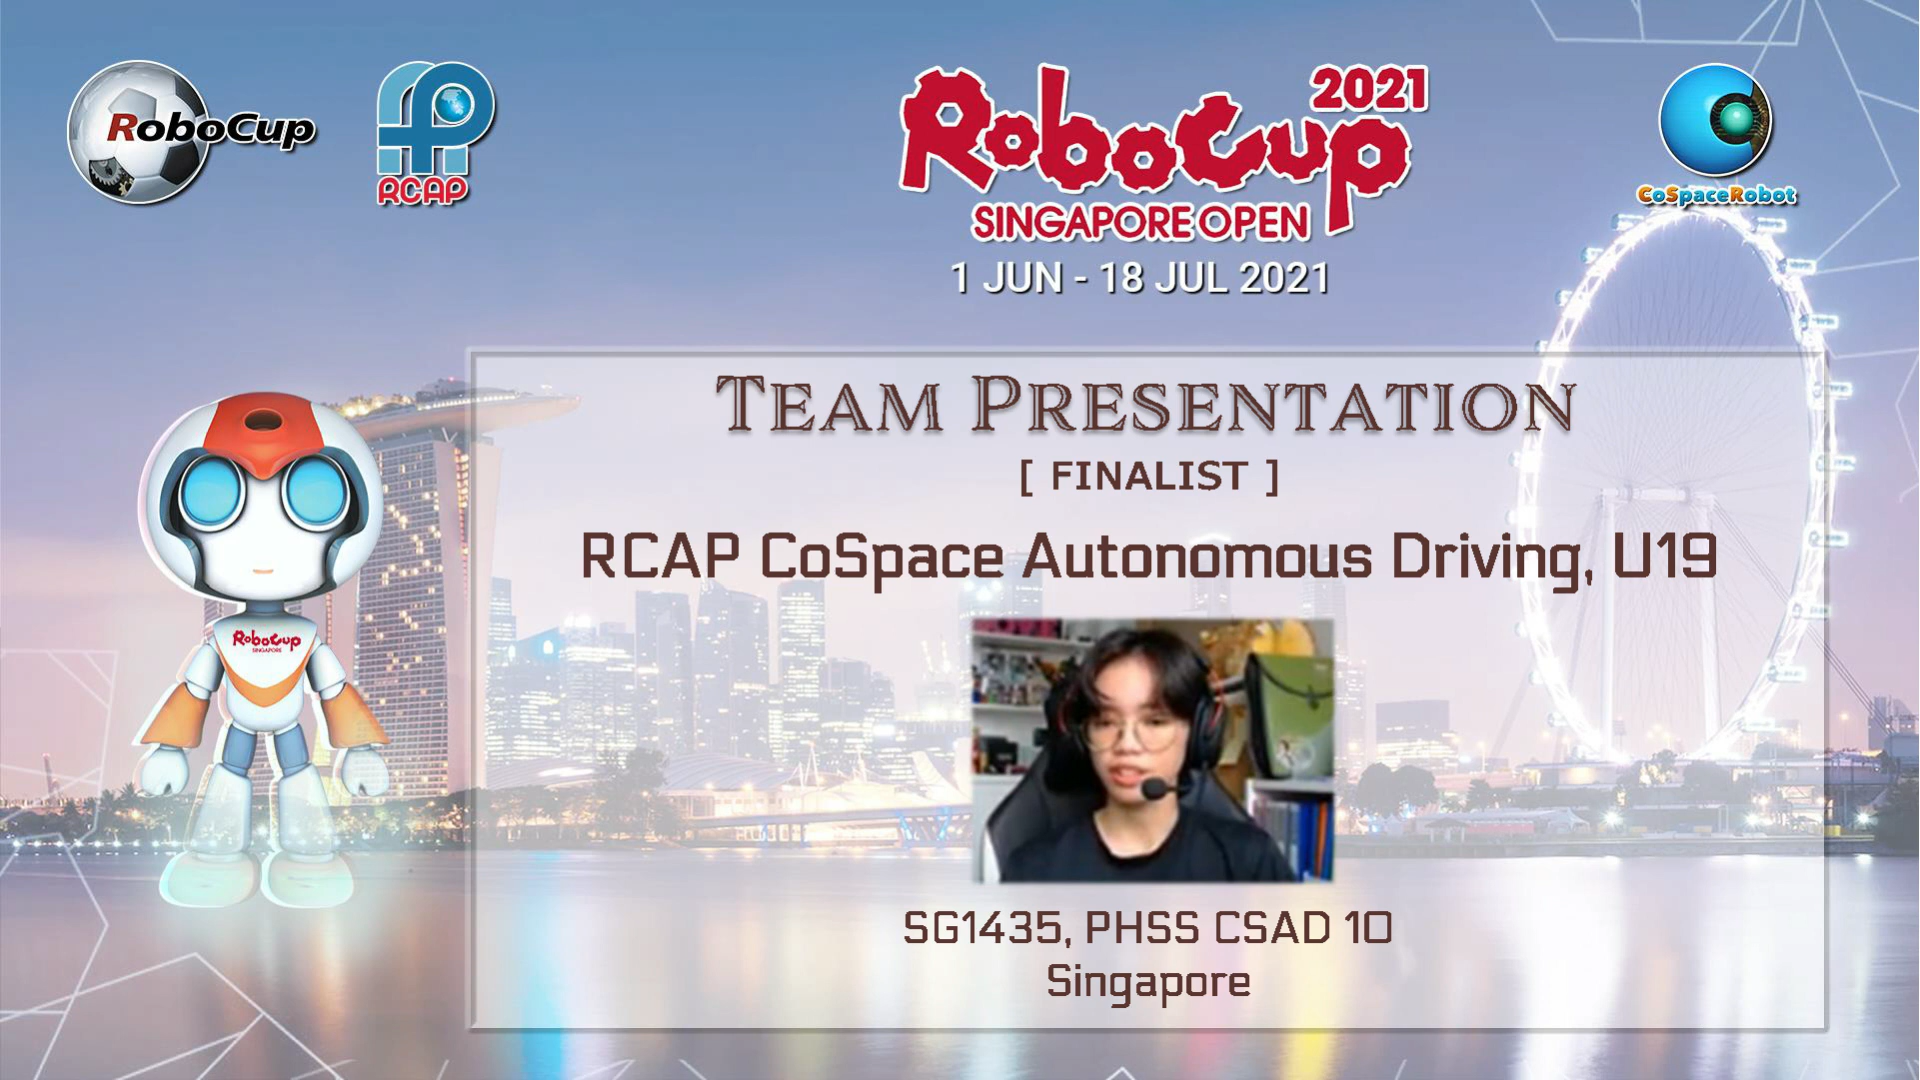 RoboCup
RCAP
RoboCup 2021
SINGAPORE OPEN
1 JUN - 18 JUL 2021
CoSpaceRobot
TEAM PRESENTATION
[ FINALIST ]
RCAP CoSpace Autonomous Driving, U19
RoboCup
SINGAPORE
SG1435, PHSS CSAD 10
Singapore